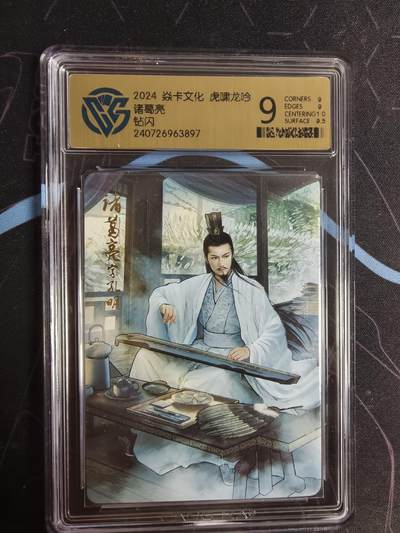 2024 焱卡文化 虎啸龙吟
诸葛亮
钻闪
240726963897
9
CORNERS 9
EDGES 9
CENTERING 10
SURFACE 9.5
诸葛亮字孔明